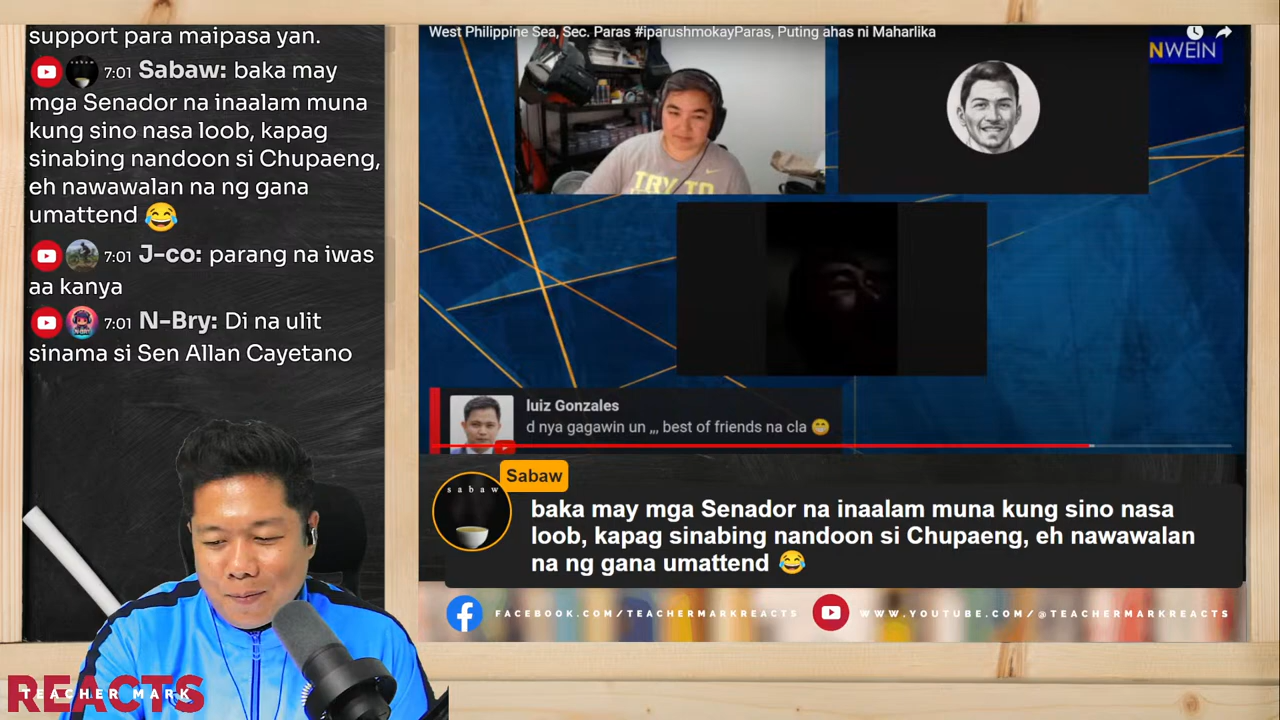 support para maipasa yan.
7:01 Sabaw: baka may
mga Senador na inaalam muna
kung sino nasa loob, kapag
sinabing nandoon si Chupaeng,
eh nawawalan na ng gana
umattend 😂
7:01 J-co: parang na iwas
aa kanya
7:01 N-Bry: Di na ulit
sinama si Sen Allan Cayetano
West Philippine Sea, Sec. Paras #iparushmokayParas, Puting ahas ni Maharlika
NWEIN
TRY TO
luiz Gonzales
d nya gagawin un ,,, best of friends na cla 😁
Sabaw
sabaw
baka may mga Senador na inaalam muna kung sino nasa
loob, kapag sinabing nandoon si Chupaeng, eh nawawalan
na ng gana umattend 😂
FACEBOOK.COM/TEACHERMARKREACTS
WWW.YOUTUBE.COM/@TEACHERMARKREACTS
TEACHER MARK
REACTS